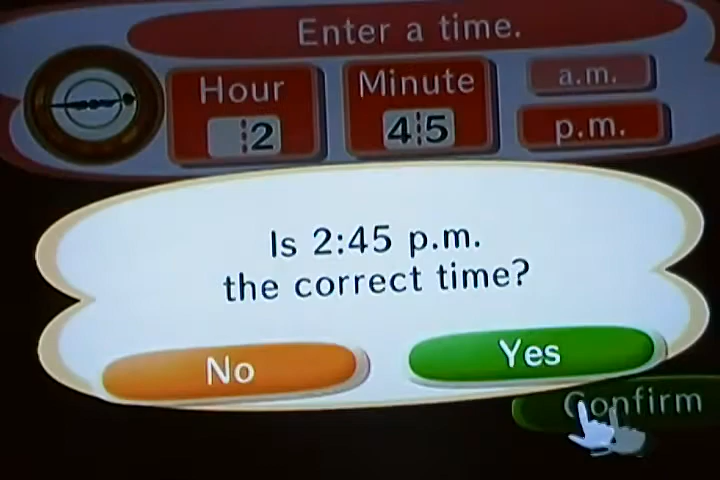 Enter a time.
Hour
Minute
a.m.
2
45
p.m.
Is 2:45 p.m.
the correct time?
No
Yes
Confirm